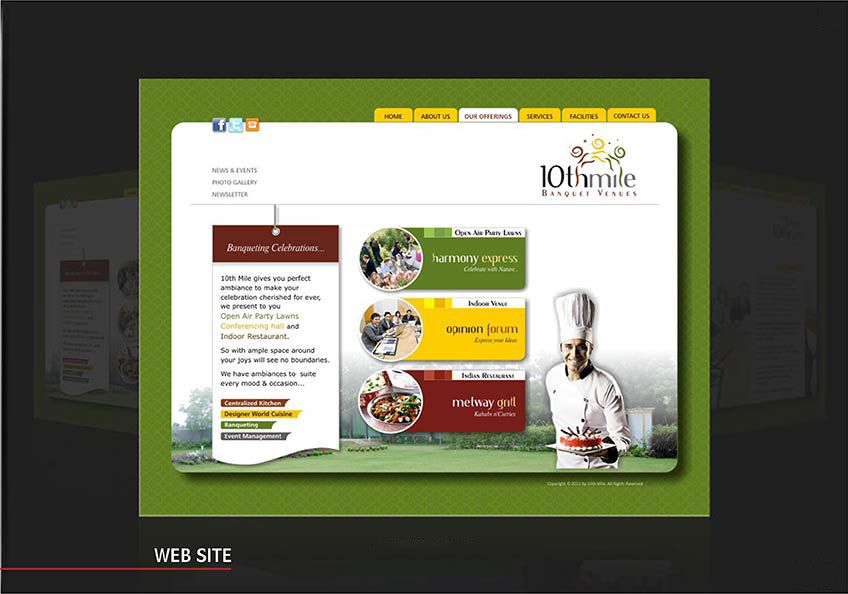 HOME ABOUT US OUR OFFERINGS SERVICES FACILITIES CONTACT US
NEWS & EVENTS
PHOTO GALLERY
NEWSLETTER
10thmile
BANQUET VENUES
Banqueting Celebrations...
10th Mile gives you perfect
ambiance to make your
celebration cherished for ever,
we present to you
Open Air Party Lawns
Conferencing hall and
Indoor Restaurant.
So with ample space around
your joys will see no boundaries.
We have ambiances to suite
every mood & occasion...
Centralized Kitchen
Designer World Cuisine
Banqueting
Event Management
OPEN AIR PARTY LAWNS
harmony express
Celebrate with Nature..
INDOOR VENUE
opinion forum
Express your Ideas
INDIAN RESTAURANT
metway grill
Kababs n'Curries
Copyright © 2011 by 10th Mile. All Rights Reserved
WEB SITE